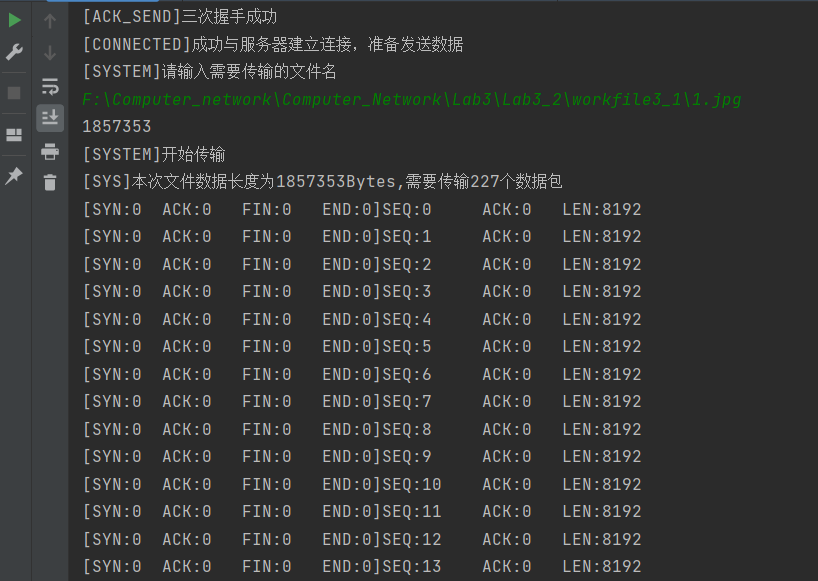 [ACK_SEND]三次握手成功
[CONNECTED]成功与服务器建立连接，准备发送数据
[SYSTEM]请输入需要传输的文件名
F:\Computer_network\Computer_Network\Lab3\Lab3_2\workfile3_1\1.jpg
1857353
[SYSTEM]开始传输
[SYS]本次文件数据长度为1857353Bytes,需要传输227个数据包
[SYN:0  ACK:0   FIN:0   END:0]SEQ:0     ACK:0   LEN:8192
[SYN:0  ACK:0   FIN:0   END:0]SEQ:1     ACK:0   LEN:8192
[SYN:0  ACK:0   FIN:0   END:0]SEQ:2     ACK:0   LEN:8192
[SYN:0  ACK:0   FIN:0   END:0]SEQ:3     ACK:0   LEN:8192
[SYN:0  ACK:0   FIN:0   END:0]SEQ:4     ACK:0   LEN:8192
[SYN:0  ACK:0   FIN:0   END:0]SEQ:5     ACK:0   LEN:8192
[SYN:0  ACK:0   FIN:0   END:0]SEQ:6     ACK:0   LEN:8192
[SYN:0  ACK:0   FIN:0   END:0]SEQ:7     ACK:0   LEN:8192
[SYN:0  ACK:0   FIN:0   END:0]SEQ:8     ACK:0   LEN:8192
[SYN:0  ACK:0   FIN:0   END:0]SEQ:9     ACK:0   LEN:8192
[SYN:0  ACK:0   FIN:0   END:0]SEQ:10    ACK:0   LEN:8192
[SYN:0  ACK:0   FIN:0   END:0]SEQ:11    ACK:0   LEN:8192
[SYN:0  ACK:0   FIN:0   END:0]SEQ:12    ACK:0   LEN:8192
[SYN:0  ACK:0   FIN:0   END:0]SEQ:13    ACK:0   LEN:8192